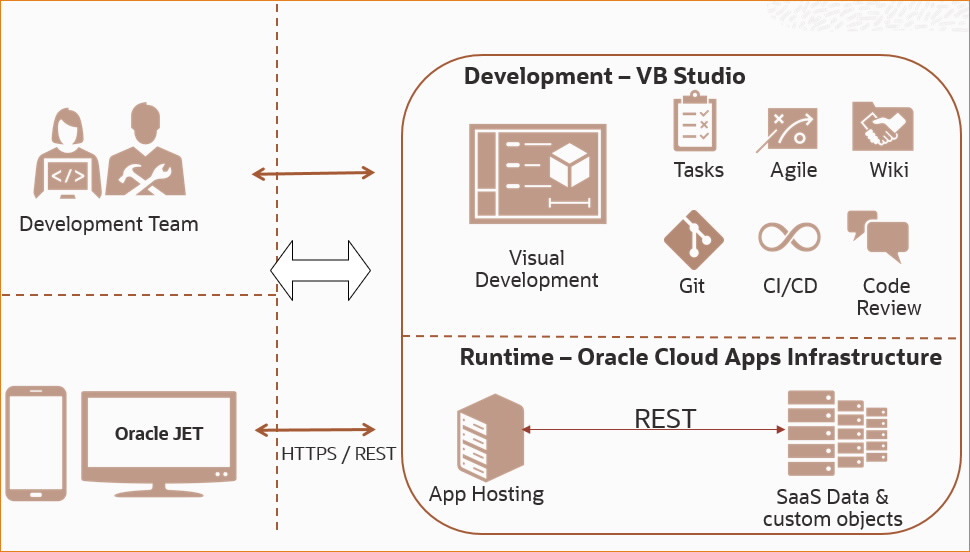 Development – VB Studio
</>
Development Team
Visual
Development
Tasks
Agile
Wiki
Git
CI/CD
Code
Review
Runtime – Oracle Cloud Apps Infrastructure
Oracle JET
HTTPS / REST
REST
App Hosting
SaaS Data &
custom objects